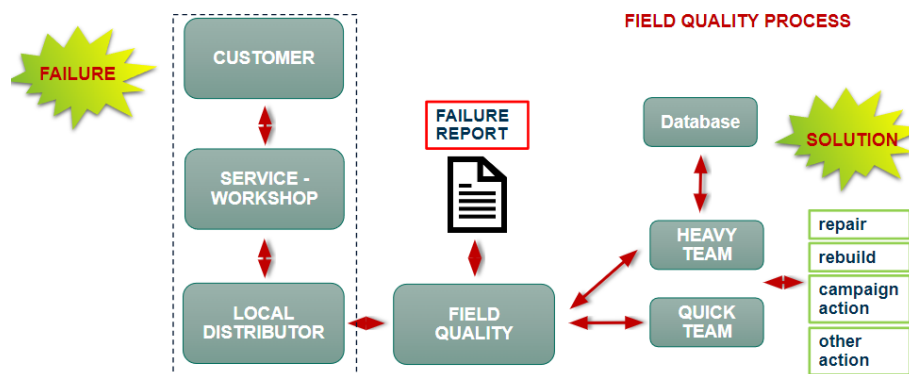 FIELD QUALITY PROCESS
FAILURE
CUSTOMER
SERVICE -
WORKSHOP
LOCAL
DISTRIBUTOR
FAILURE
REPORT
FIELD
QUALITY
Database
HEAVY
TEAM
QUICK
TEAM
SOLUTION
repair
rebuild
campaign
action
other
action